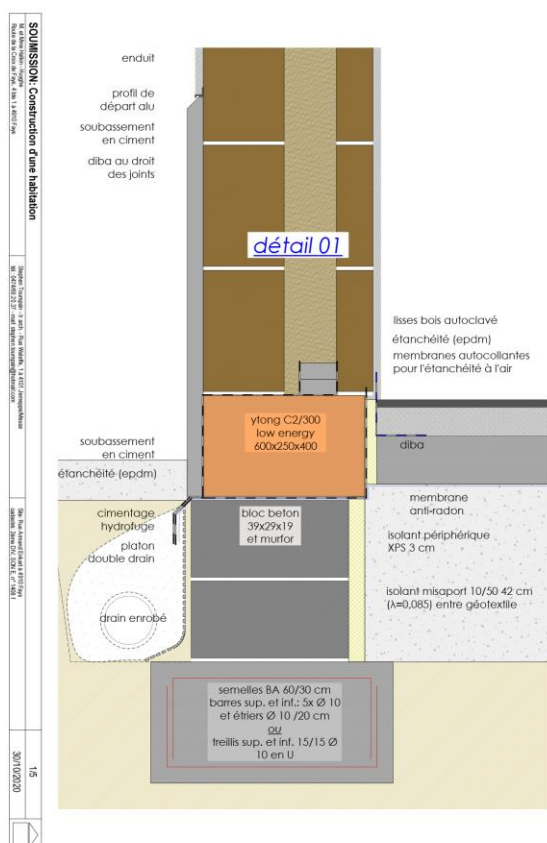 SOUMISSION: Construction d'une habitation
1/5
30/10/2020
enduit
profil de
départ alu
soubassement
en ciment
diba au droit
des joints
détail 01
lisses bois autoclavé
étanchéité (epdm)
membranes autocollantes
pour l'étanchéité à l'air
ytong C2/300
low energy
600x250x400
diba
soubassement
en ciment
étanchéité (epdm)
cimentage
hydrofuge
platon
double drain
drain enrobé
bloc beton
39x29x19
et murfor
membrane
anti-radon
isolant périphérique
XPS 3 cm
isolant misaport 10/50 42 cm
(λ=0,085) entre géotextile
semelles BA 60/30 cm
barres sup. et inf.: 5x Ø 10
et étriers Ø 10 /20 cm
ou
treillis sup. et inf. 15/15 Ø
10 en U